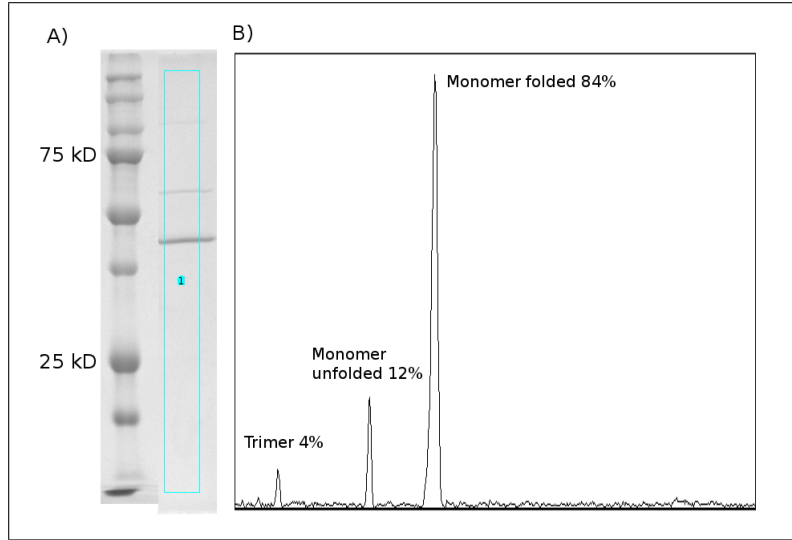 A)
B)
Monomer folded 84%
75 kD
1
Monomer
unfolded 12%
25 kD
Trimer 4%